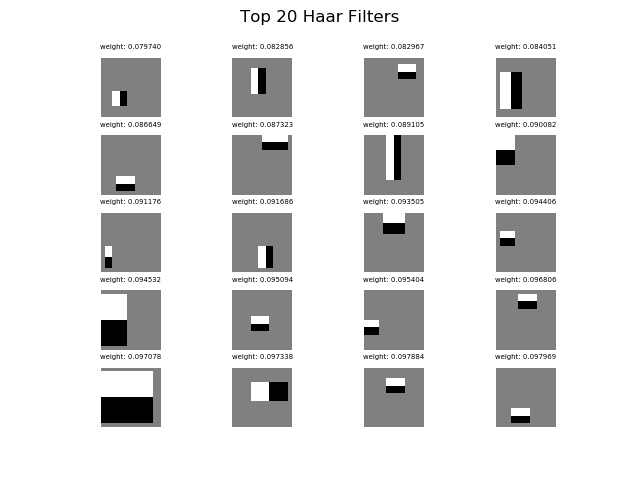 Top 20 Haar Filters
weight: 0.079740 weight: 0.082856 weight: 0.082967 weight: 0.084051
weight: 0.086649 weight: 0.087323 weight: 0.089105 weight: 0.090082
weight: 0.091176 weight: 0.091686 weight: 0.093505 weight: 0.094406
weight: 0.094532 weight: 0.095094 weight: 0.095404 weight: 0.096806
weight: 0.097078 weight: 0.097338 weight: 0.097884 weight: 0.097969